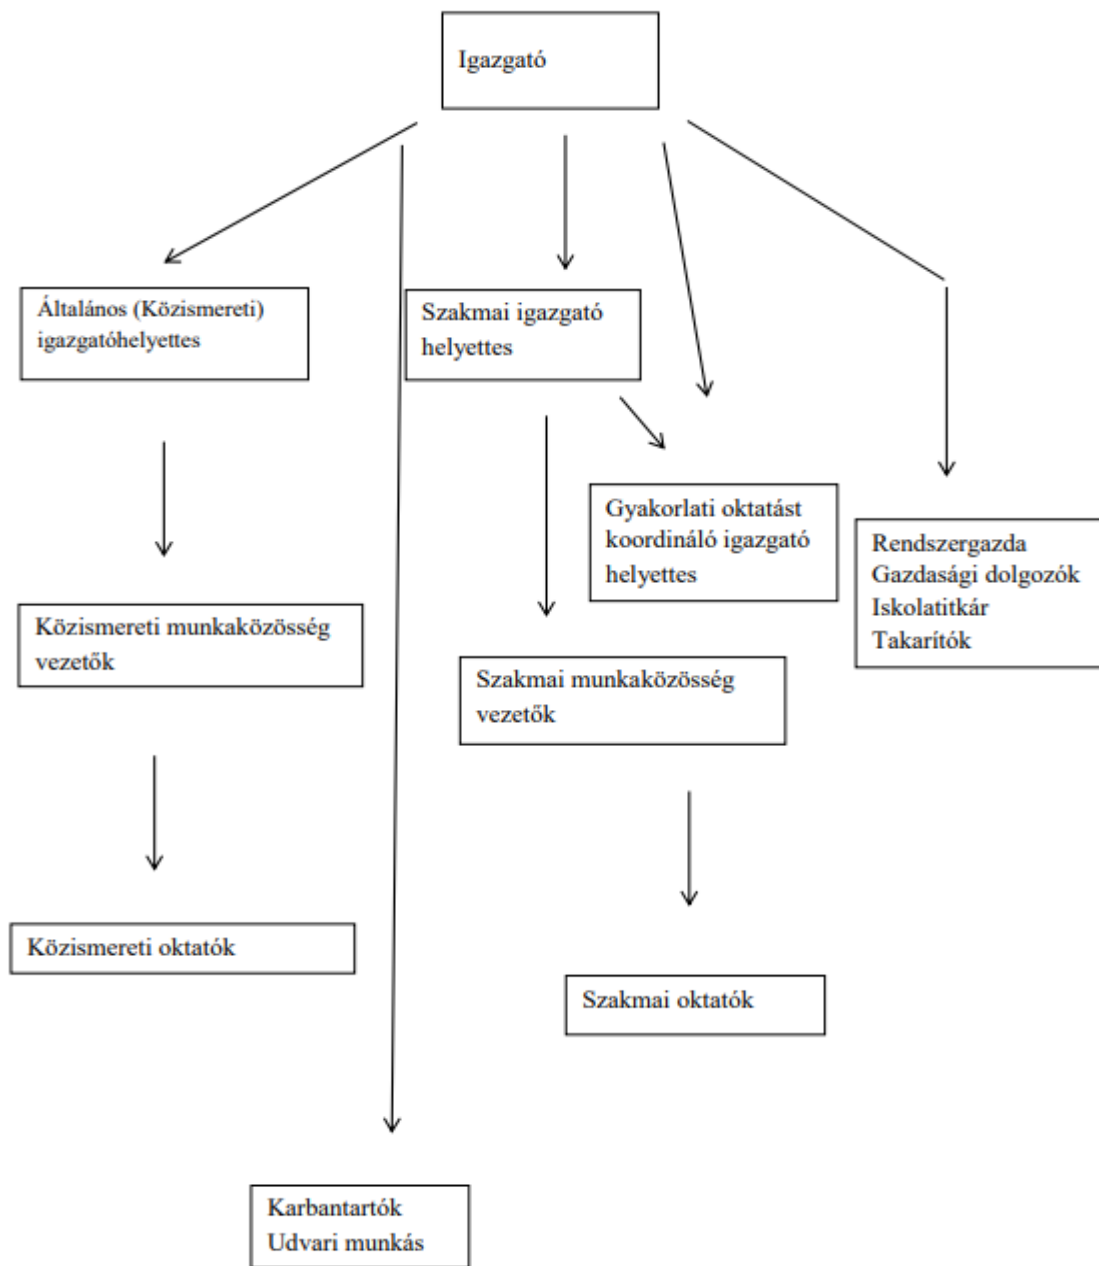 Igazgató
Általános (Közismereti)
igazgatóhelyettes
Szakmai igazgató
helyettes
Gyakorlati oktatást
koordináló igazgató
helyettes
Rendszergazda
Gazdasági dolgozók
Iskolatitkár
Takarítók
Közismereti munkaközösség
vezetők
Szakmai munkaközösség
vezetők
Közismereti oktatók
Szakmai oktatók
Karbantartók
Udvari munkás